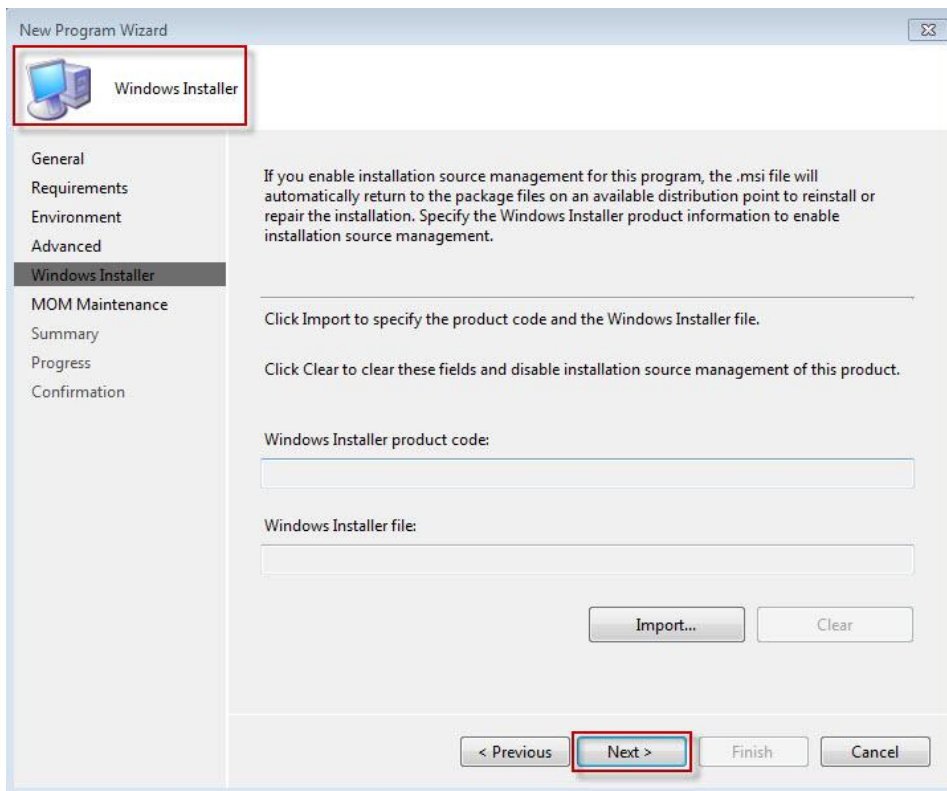 New Program Wizard
Windows Installer
General
Requirements
Environment
Advanced
Windows Installer
MOM Maintenance
Summary
Progress
Confirmation
If you enable installation source management for this program, the .msi file will
automatically return to the package files on an available distribution point to reinstall or
repair the installation. Specify the Windows Installer product information to enable
installation source management.
Click Import to specify the product code and the Windows Installer file.
Click Clear to clear these fields and disable installation source management of this product.
Windows Installer product code:
Windows Installer file:
Import...
Clear
< Previous
Next >
Finish
Cancel